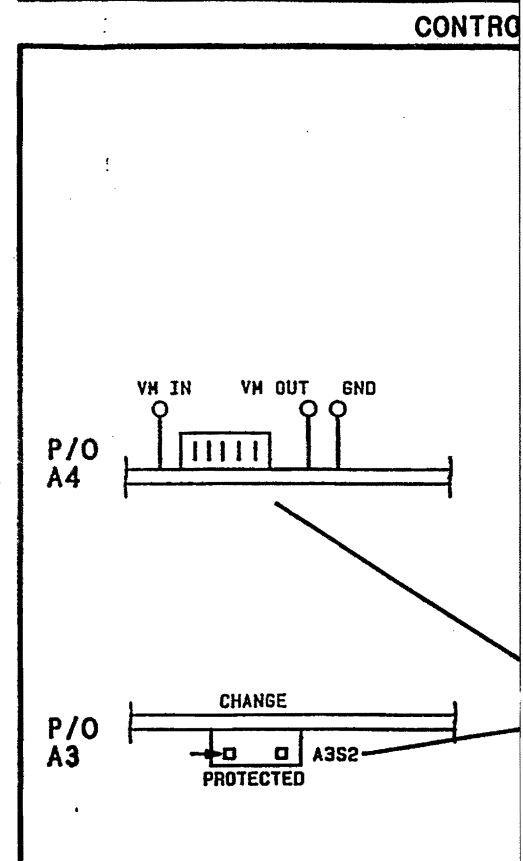 CONTRO
VM IN VM OUT GND
P/O
A4
CHANGE
P/O
A3
A3S2
PROTECTED